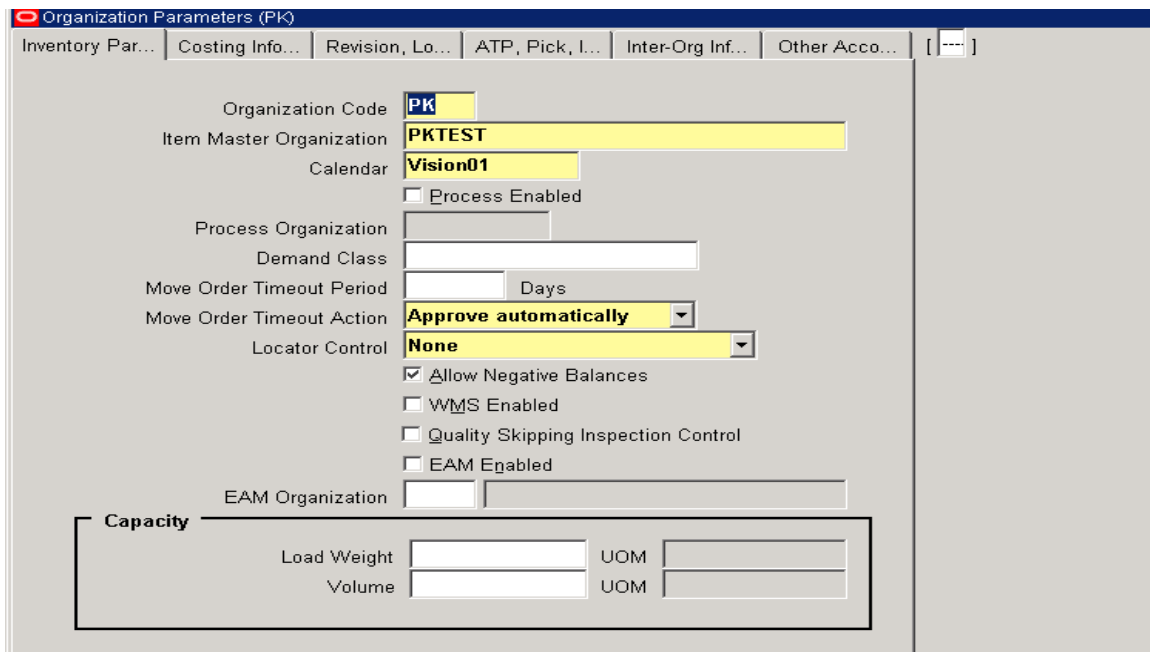 Organization Parameters (PK)
Inventory Par... Costing Info... Revision, Lo... ATP, Pick, I... Inter-Org Inf... Other Acco... [ ---- ]
Organization Code PK
Item Master Organization PKTEST
Calendar Vision01
Process Enabled
Process Organization
Demand Class
Move Order Timeout Period Days
Move Order Timeout Action Approve automatically
Locator Control None
Allow Negative Balances
WMS Enabled
Quality Skipping Inspection Control
EAM Enabled
EAM Organization
Capacity
Load Weight UOM
Volume UOM